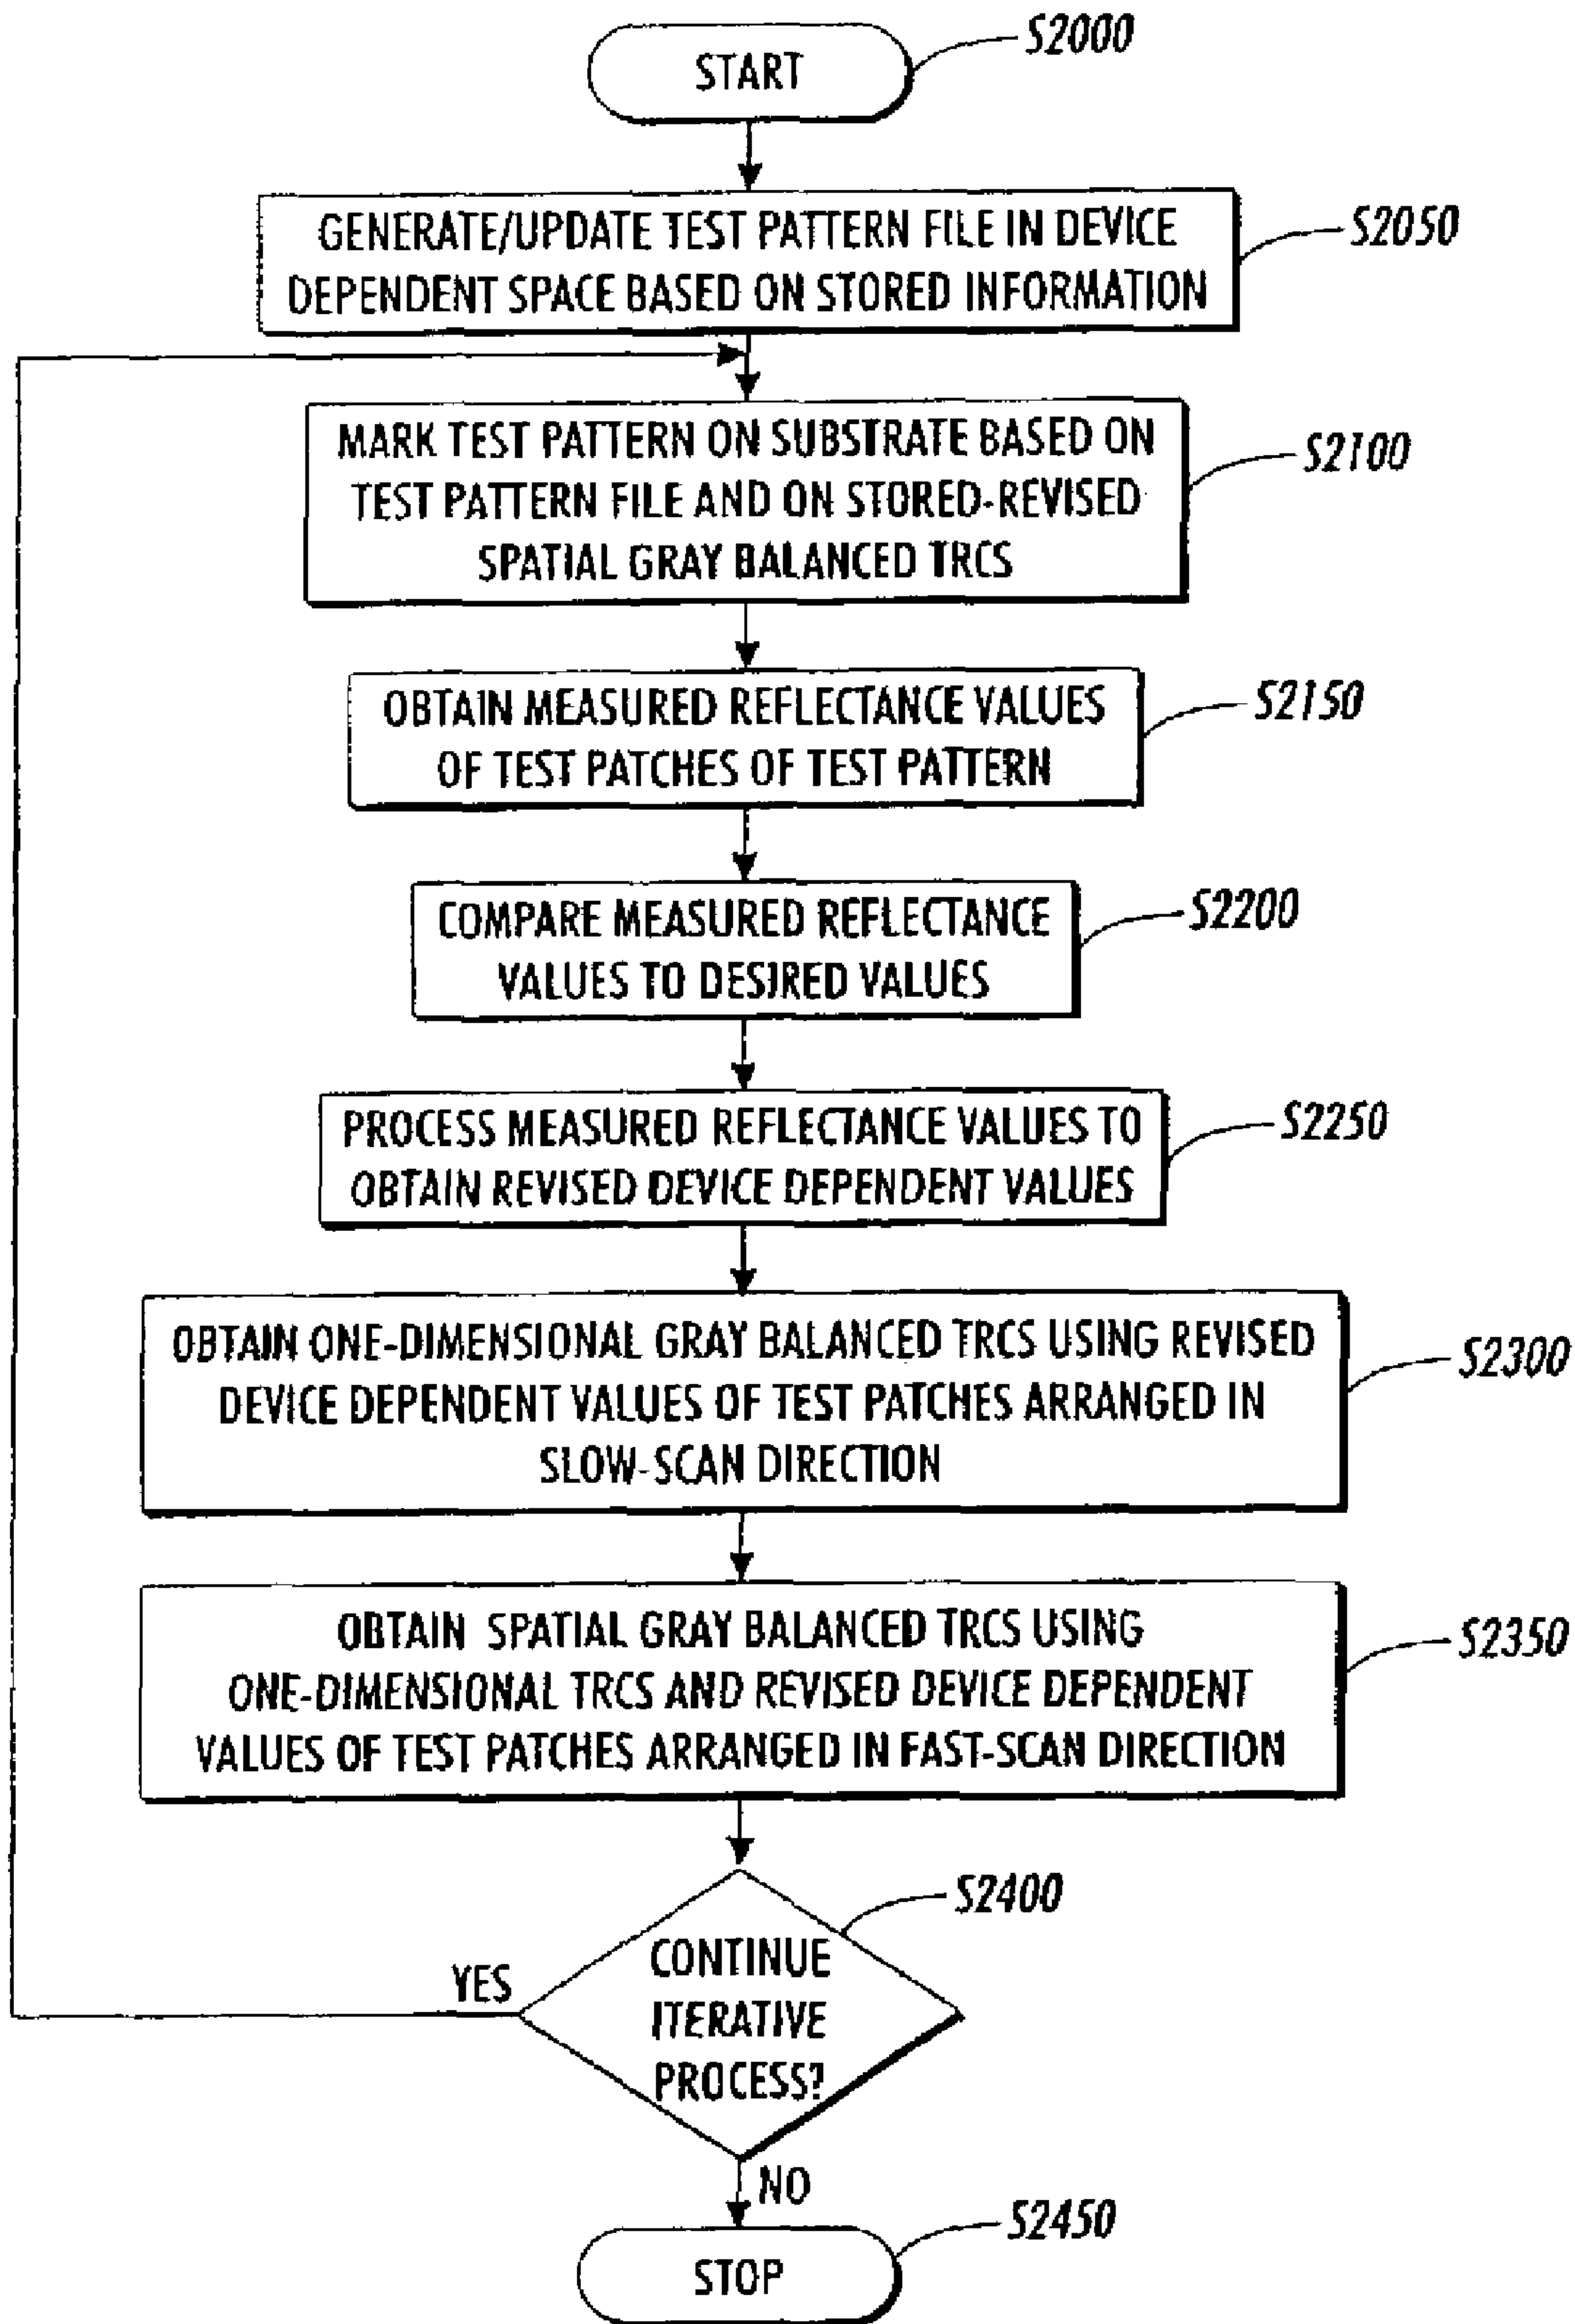 START
S2000
GENERATE/UPDATE TEST PATTERN FILE IN DEVICE
DEPENDENT SPACE BASED ON STORED INFORMATION
S2050
MARK TEST PATTERN ON SUBSTRATE BASED ON
TEST PATTERN FILE AND ON STORED-REVISED
SPATIAL GRAY BALANCED TRCS
S2100
OBTAIN MEASURED REFLECTANCE VALUES
OF TEST PATCHES OF TEST PATTERN
S2150
COMPARE MEASURED REFLECTANCE
VALUES TO DESIRED VALUES
S2200
PROCESS MEASURED REFLECTANCE VALUES TO
OBTAIN REVISED DEVICE DEPENDENT VALUES
S2250
OBTAIN ONE-DIMENSIONAL GRAY BALANCED TRCS USING REVISED
DEVICE DEPENDENT VALUES OF TEST PATCHES ARRANGED IN
SLOW-SCAN DIRECTION
S2300
OBTAIN SPATIAL GRAY BALANCED TRCS USING
ONE-DIMENSIONAL TRCS AND REVISED DEVICE DEPENDENT
VALUES OF TEST PATCHES ARRANGED IN FAST-SCAN DIRECTION
S2350
CONTINUE
ITERATIVE
PROCESS?
S2400
YES
NO
STOP
S2450